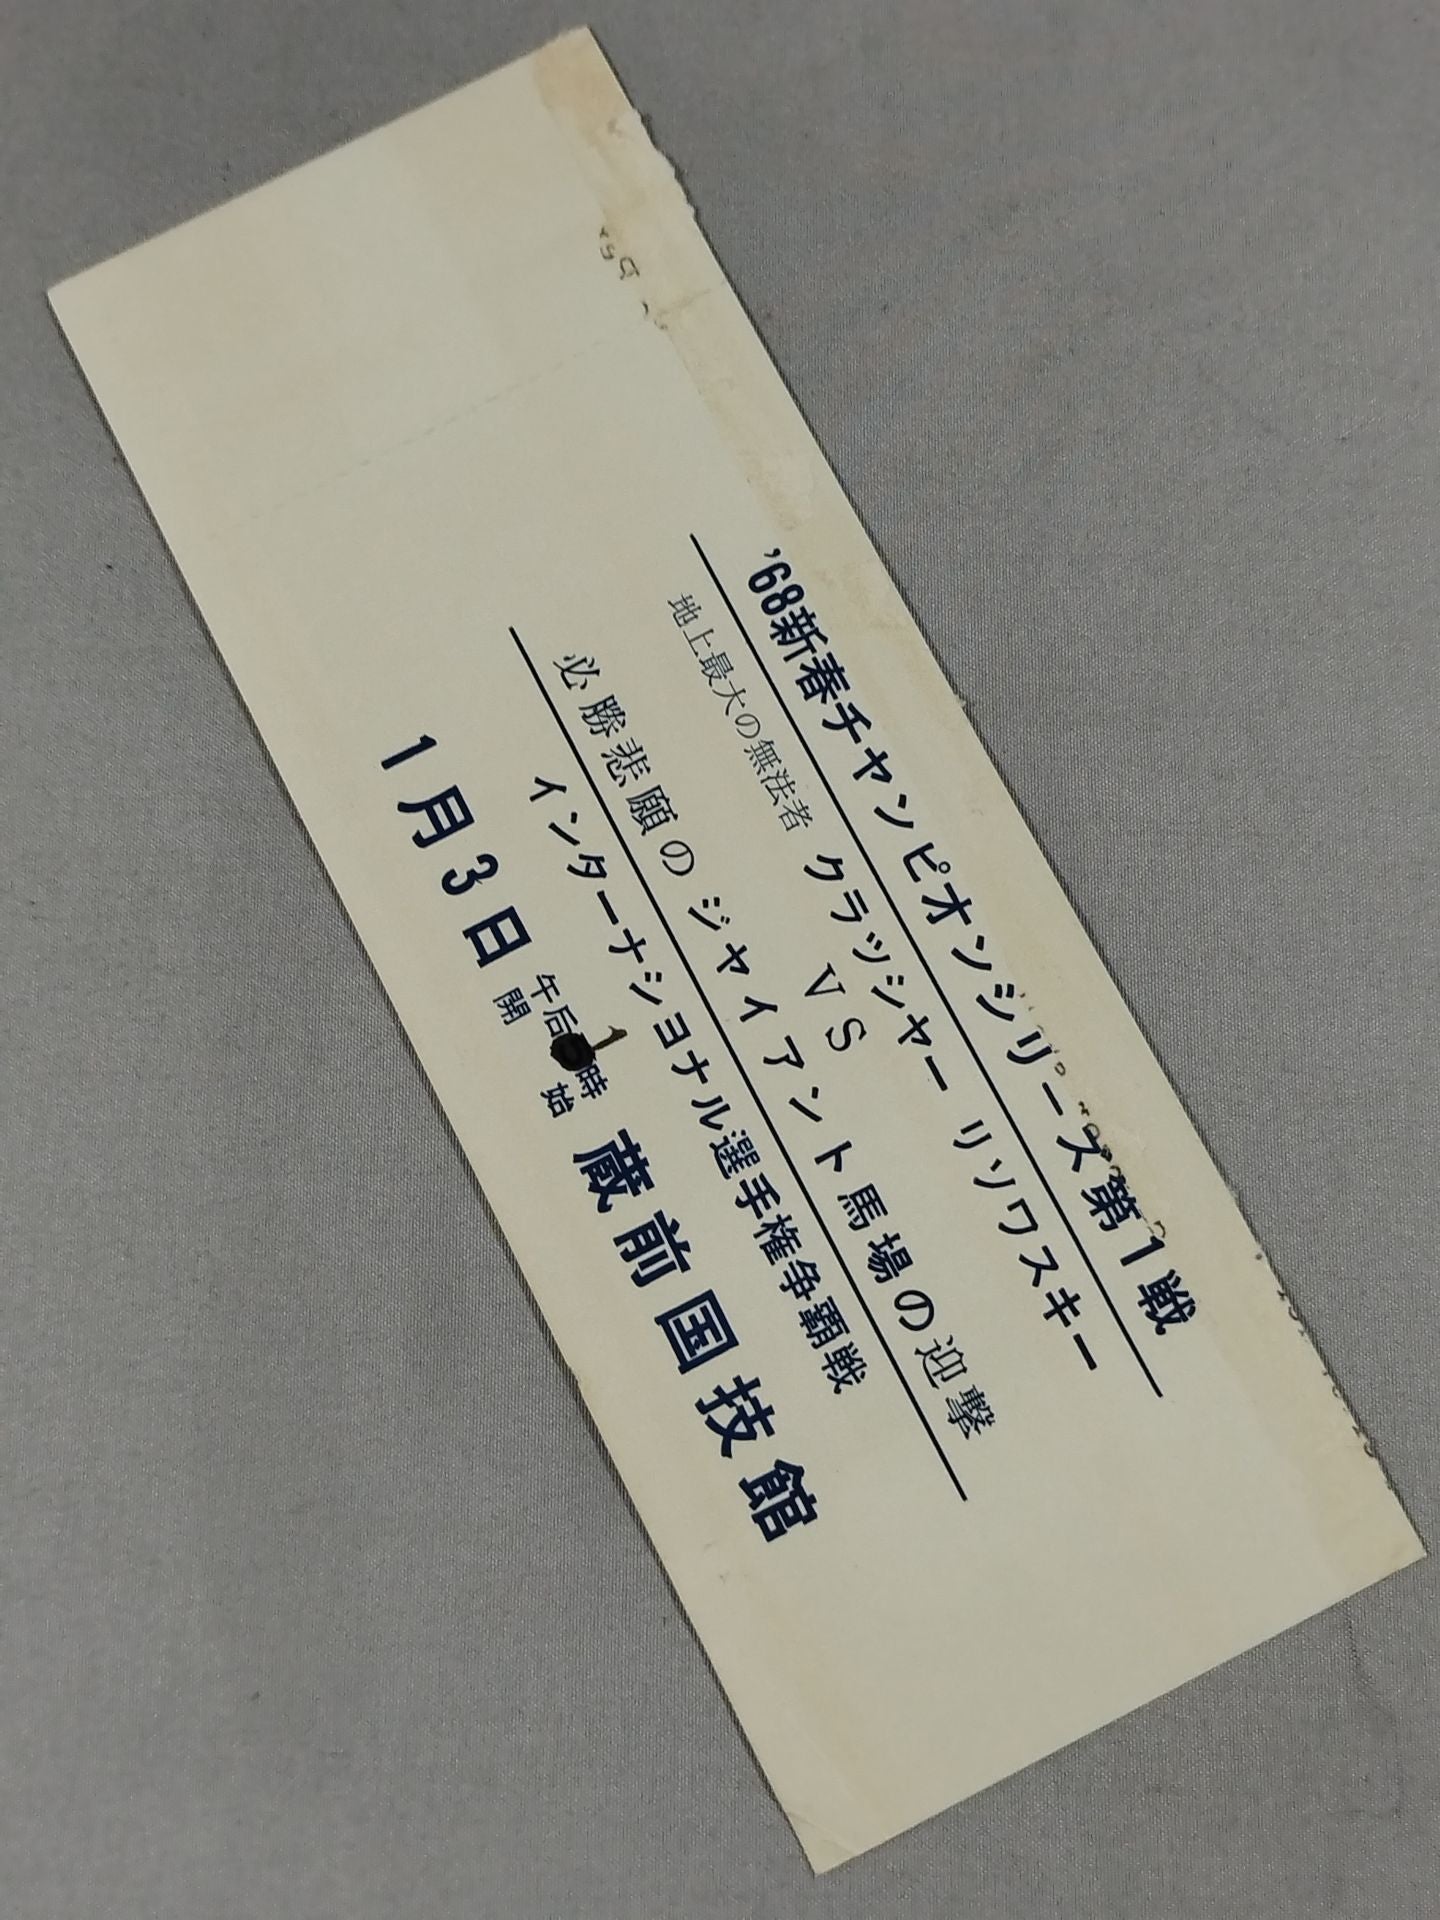 '68新春チャンピオンシリーズ第1戦
地上最大の無法者 クラッシャー リソワスキー
VS
必勝悲願の ジャイアント馬場の迎撃
インターナショナル選手権争覇戦
1月3日 午后1時開始 蔵前国技館